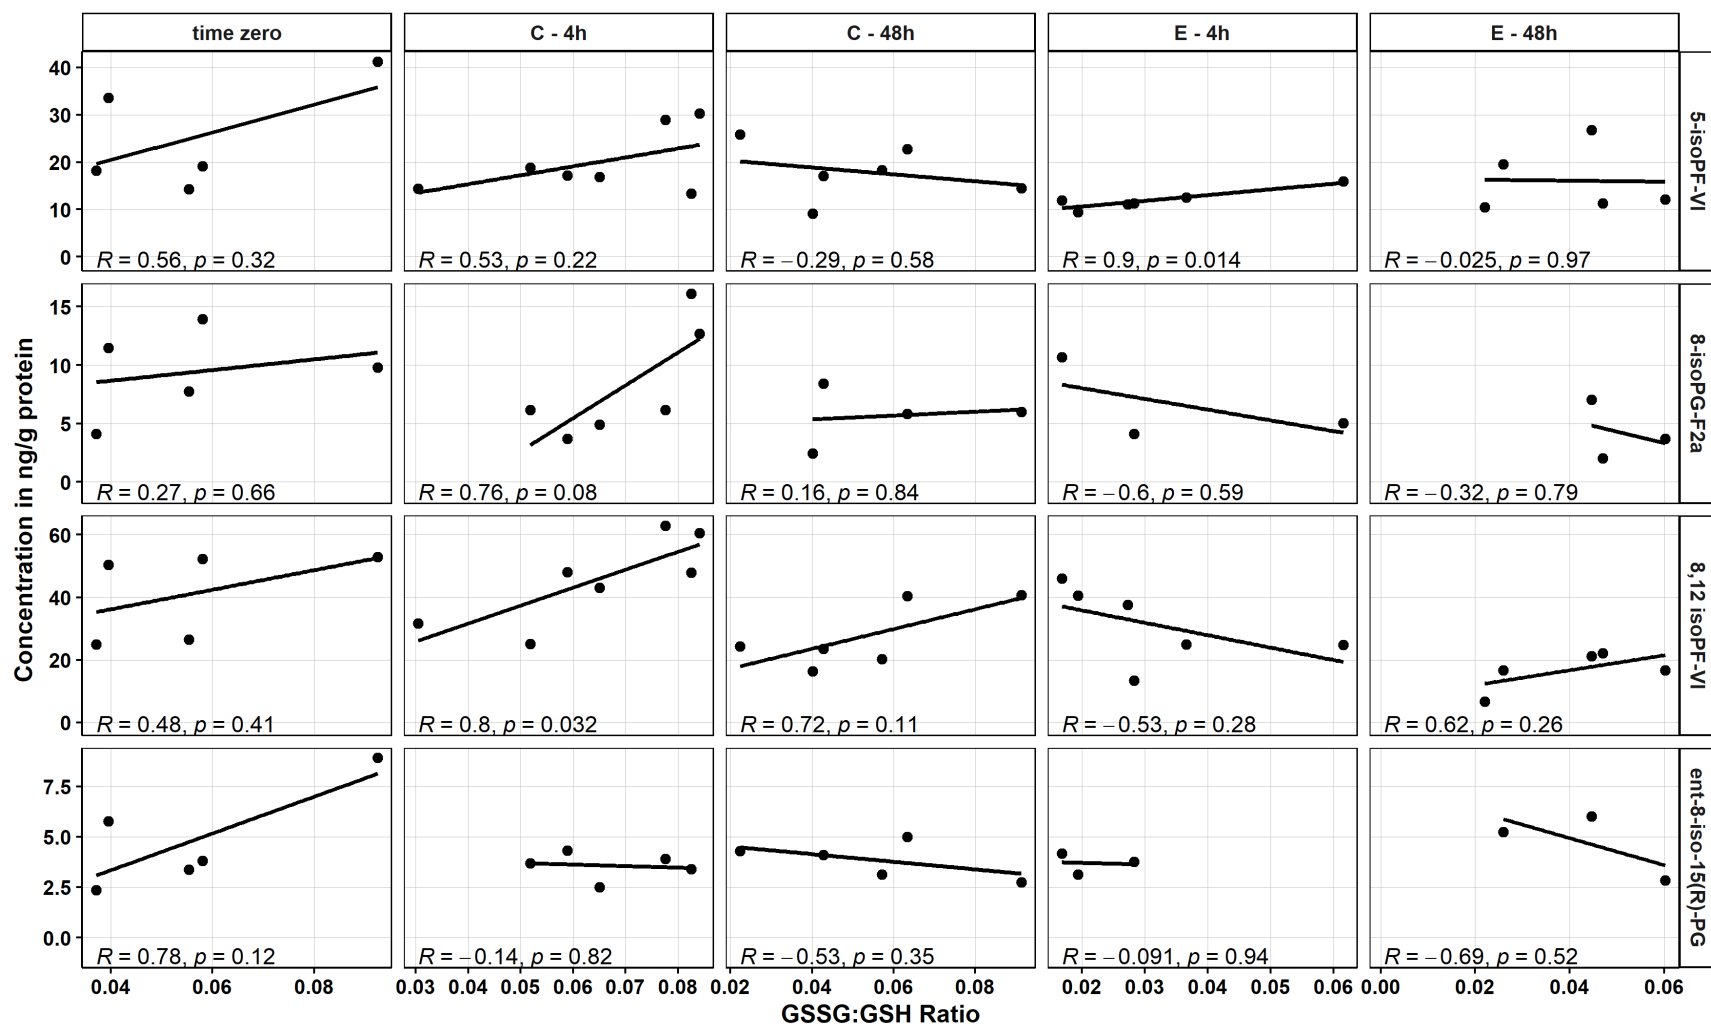 time zero
C - 4h
C - 48h
E - 4h
E - 48h
Concentration in ng/g protein
40
30
20
10
0
R = 0.56, p = 0.32
R = 0.53, p = 0.22
R = −0.29, p = 0.58
R = 0.9, p = 0.014
R = −0.025, p = 0.97
5-isoPF-VI
15
10
5
0
R = 0.27, p = 0.66
R = 0.76, p = 0.08
R = 0.16, p = 0.84
R = −0.6, p = 0.59
R = −0.32, p = 0.79
8-isoPG-F2a
60
40
20
0
R = 0.48, p = 0.41
R = 0.8, p = 0.032
R = 0.72, p = 0.11
R = −0.53, p = 0.28
R = 0.62, p = 0.26
8,12 isoPF-VI
7.5
5.0
2.5
0.0
R = 0.78, p = 0.12
R = −0.14, p = 0.82
R = −0.53, p = 0.35
R = −0.091, p = 0.94
R = −0.69, p = 0.52
ent-8-iso-15(R)-PG
0.04 0.06 0.08
0.03 0.04 0.05 0.06 0.07 0.08
0.02 0.04 0.06 0.08
0.02 0.03 0.04 0.05 0.06
0.00 0.02 0.04 0.06
GSSG:GSH Ratio